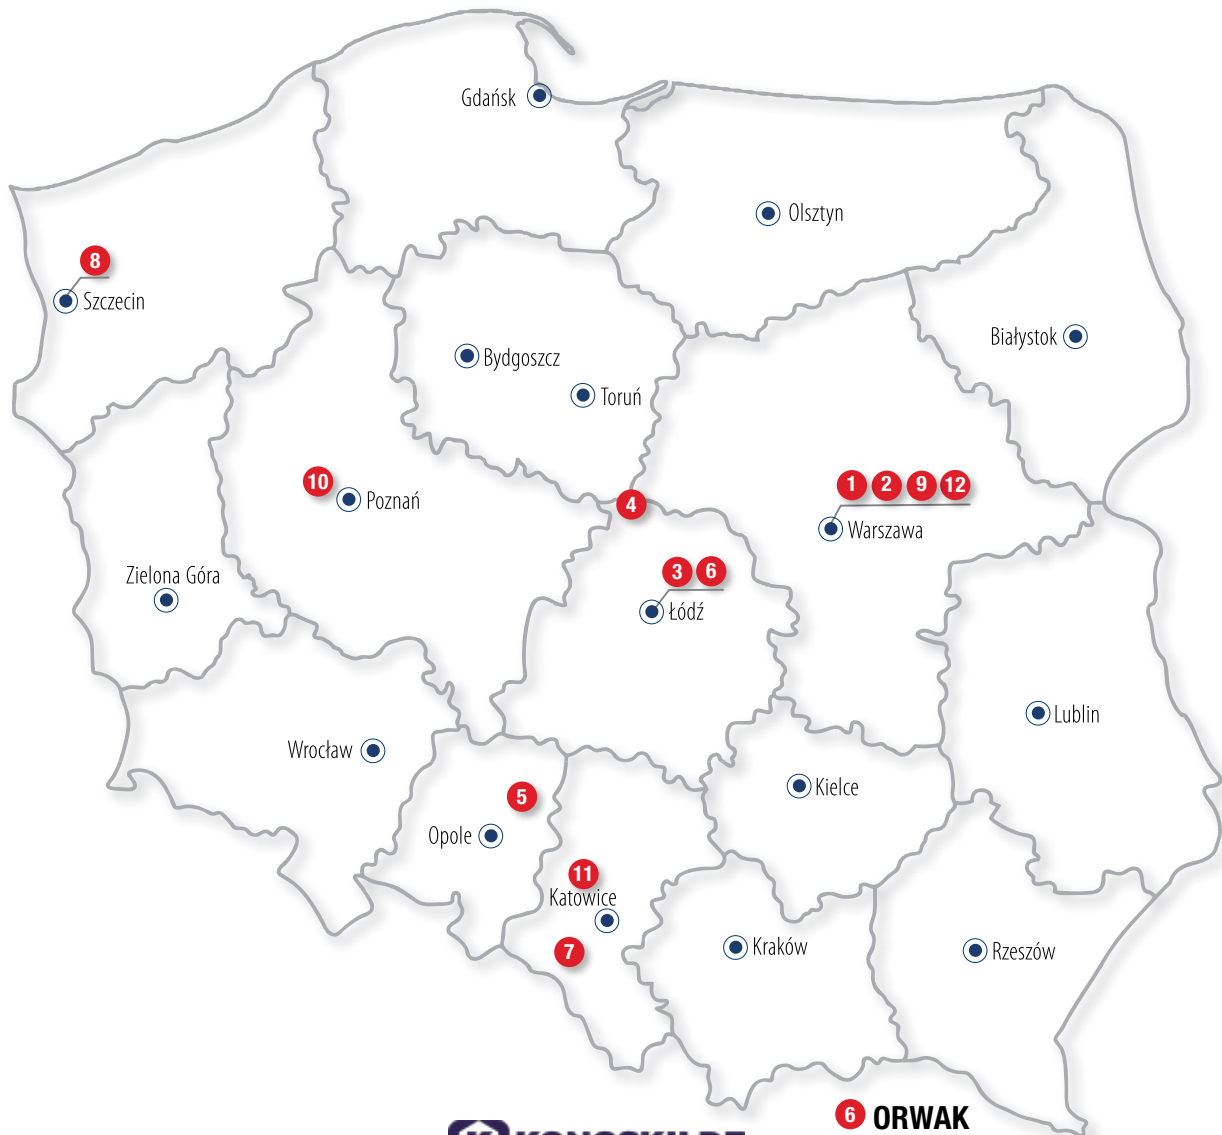 Gdańsk
Olsztyn
8
Szczecin
Białystok
Bydgoszcz
Toruń
10
Poznań
4
1 2 9 12
Warszawa
3 6
Łódź
Zielona Góra
Lublin
Wrocław
Kielce
5
Opole
11
Katowice
7
Kraków
Rzeszów
6 ORWAK